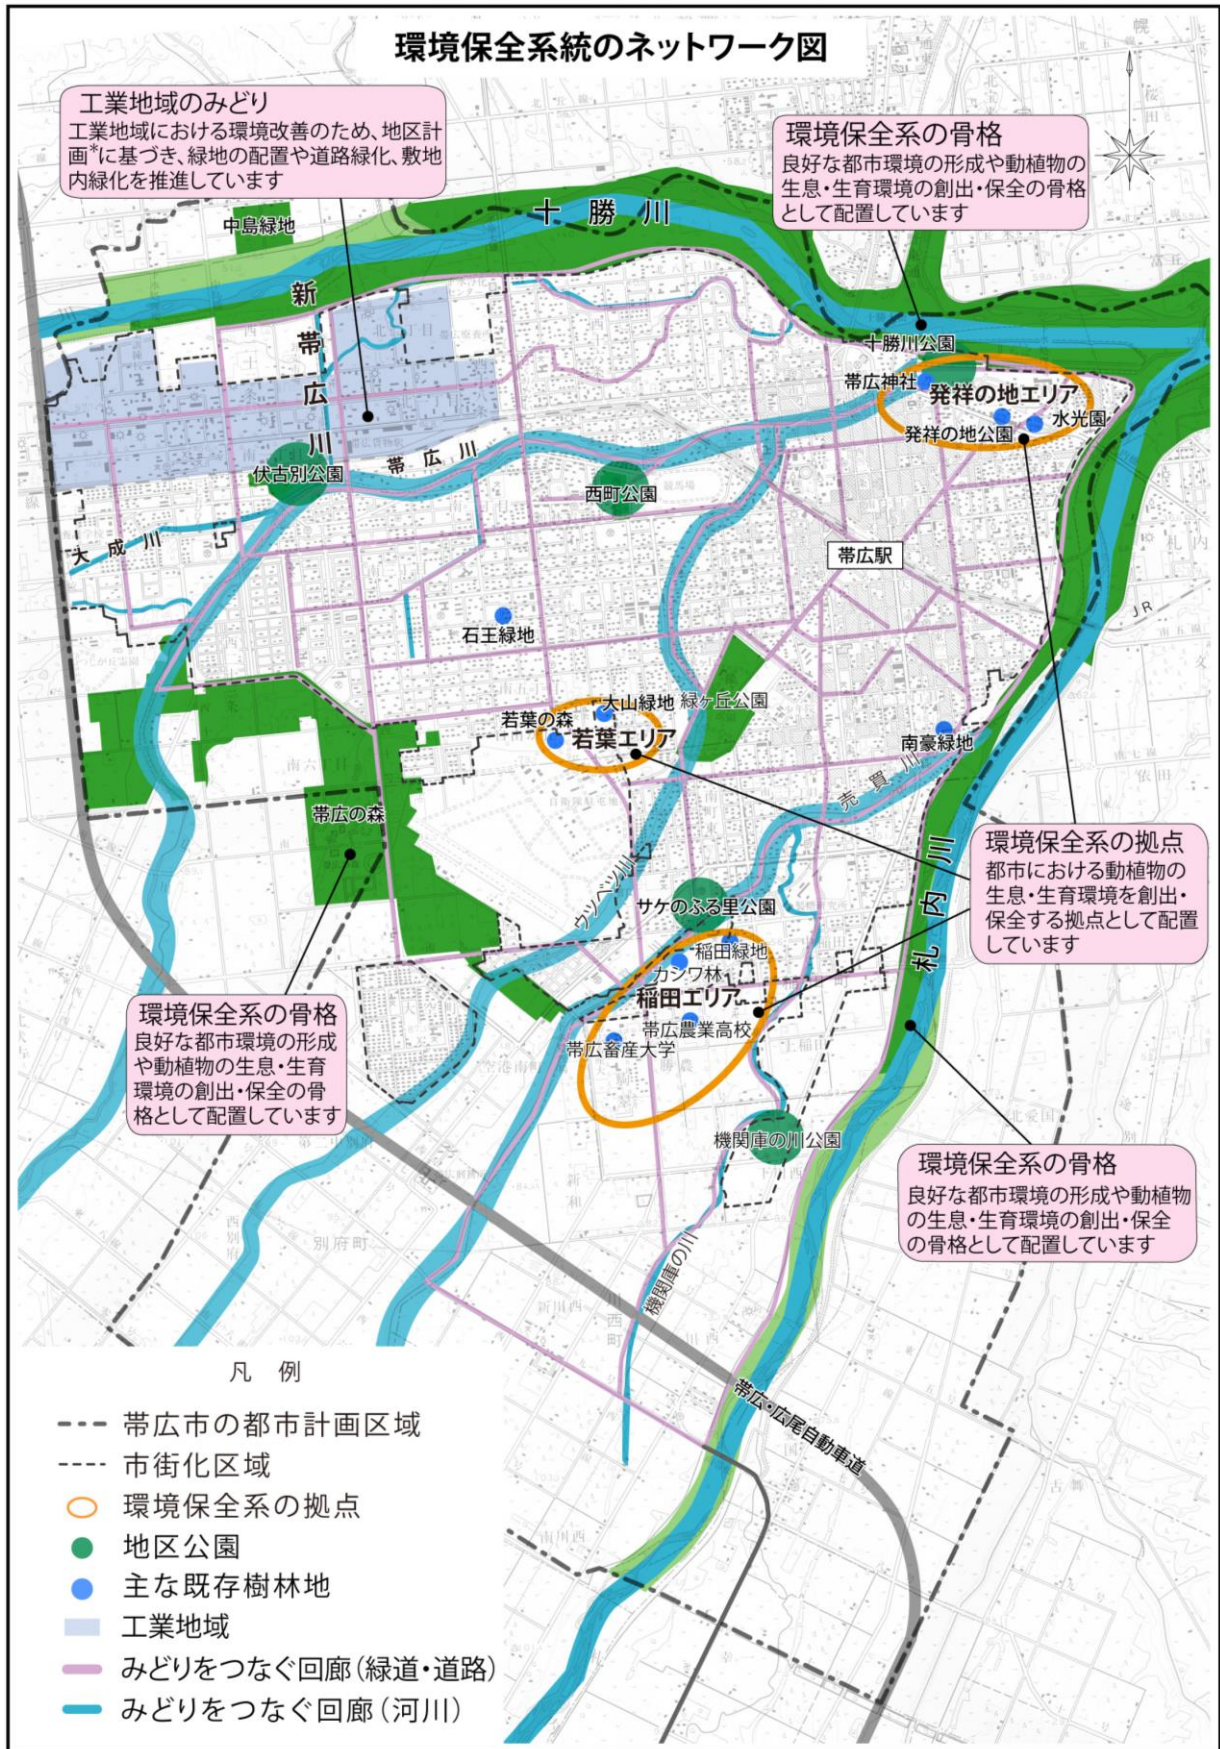 環境保全系統のネットワーク図
工業地域のみどり
工業地域における環境改善のため、地区計
画*に基づき、緑地の配置や道路緑化、敷地
内緑化を推進しています
環境保全系の骨格
良好な都市環境の形成や動植物の
生息・生育環境の創出・保全の骨格
として配置しています
中島緑地
十勝川
新帯広川
十勝川公園
帯広神社
発祥の地エリア
発祥の地公園
水光園
帯広川
伏古別公園
西町公園
大成川
帯広駅
JR
石王緑地
大山緑地
緑ヶ丘公園
若葉の森
若葉エリア
南豪緑地
売買川
帯広の森
札内川
環境保全系の拠点
都市における動植物の
生息・生育環境を創出・
保全する拠点として配置
しています
ウツベツ川
サケのふる里公園
稲田緑地
カシワ林
稲田エリア
帯広農業高校
帯広畜産大学
環境保全系の骨格
良好な都市環境の形成
や動植物の生息・生育
環境の創出・保全の骨
格として配置しています
機関庫の川公園
環境保全系の骨格
良好な都市環境の形成や動植物
の生息・生育環境の創出・保全
の骨格として配置しています
別府町
機関庫の川
帯広・広尾自動車道
凡例
帯広市の都市計画区域
市街化区域
環境保全系の拠点
地区公園
主な既存樹林地
工業地域
みどりをつなぐ回廊(緑道・道路)
みどりをつなぐ回廊(河川)